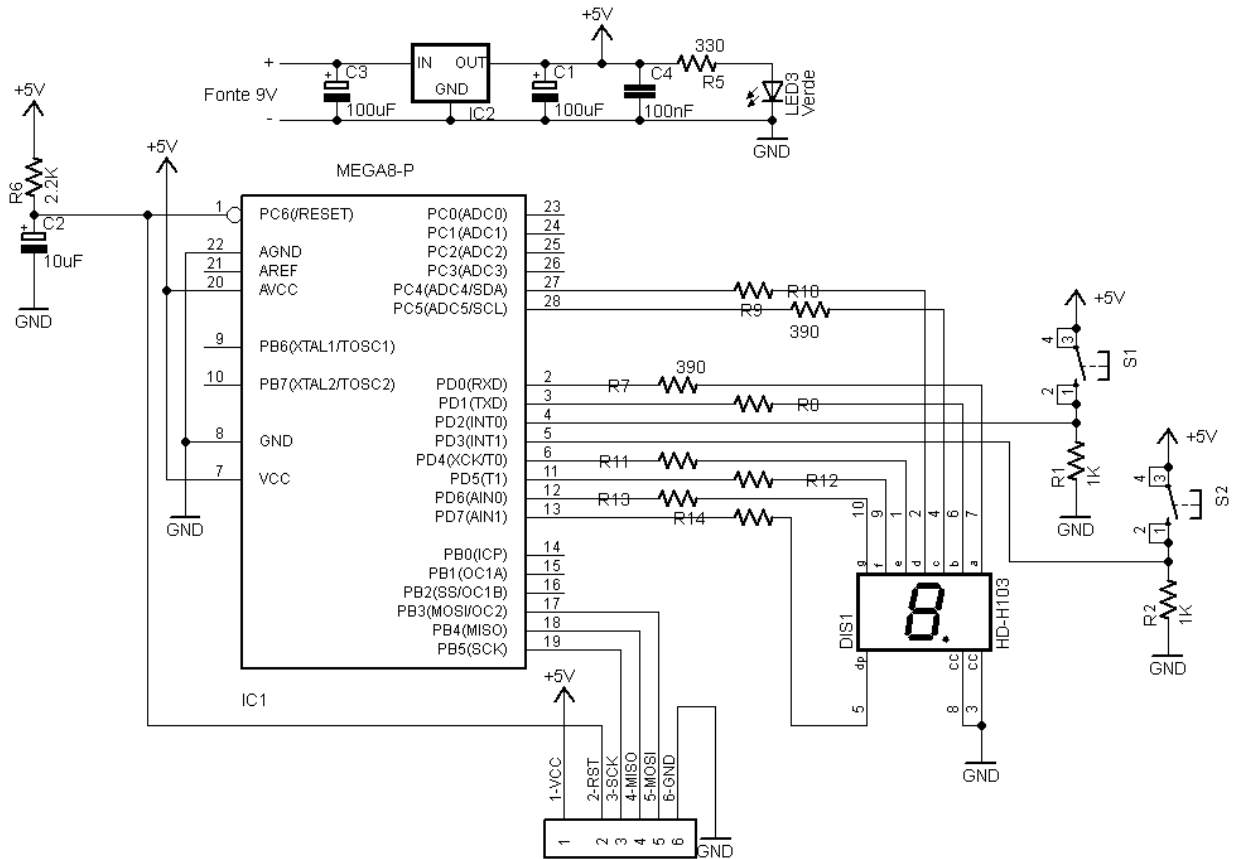 +5V
330
+
IN
OUT
C3
C1
C4
R5
GND
Fonte 9V
100uF
IC2
100uF
100nF
LED3
Verde
-
GND
+5V
R6
2.2K
+
C2
10uF
GND
+5V
MEGA8-P
1
PC6(/RESET)
22
AGND
21
AREF
20
AVCC
9
PB6(XTAL1/TOSC1)
10
PB7(XTAL2/TOSC2)
8
GND
7
VCC
GND
PC0(ADC0)
23
PC1(ADC1)
24
PC2(ADC2)
25
PC3(ADC3)
26
PC4(ADC4/SDA)
27
PC5(ADC5/SCL)
28
PD0(RXD)
2
PD1(TXD)
3
PD2(INT0)
4
PD3(INT1)
5
PD4(XCK/T0)
6
PD5(T1)
11
PD6(AIN0)
12
PD7(AIN1)
13
PB0(ICP)
14
PB1(OC1A)
15
PB2(SS/OC1B)
16
PB3(MOSI/OC2)
17
PB4(MISO)
18
PB5(SCK)
19
IC1
R10
R9
390
390
R7
R8
R11
R12
R13
R14
+5V
4
3
S1
2
1
R1
1K
GND
+5V
4
3
S2
2
1
R2
1K
GND
10
9
1
2
4
6
7
g
f
e
d
c
b
a
DIS1
HD-H103
dp
CC
CC
5
8
3
GND
+5V
1-VCC
2-RST
3-SCK
4-MISO
5-MOSI
6-GND
1
2
3
4
5
6
GND